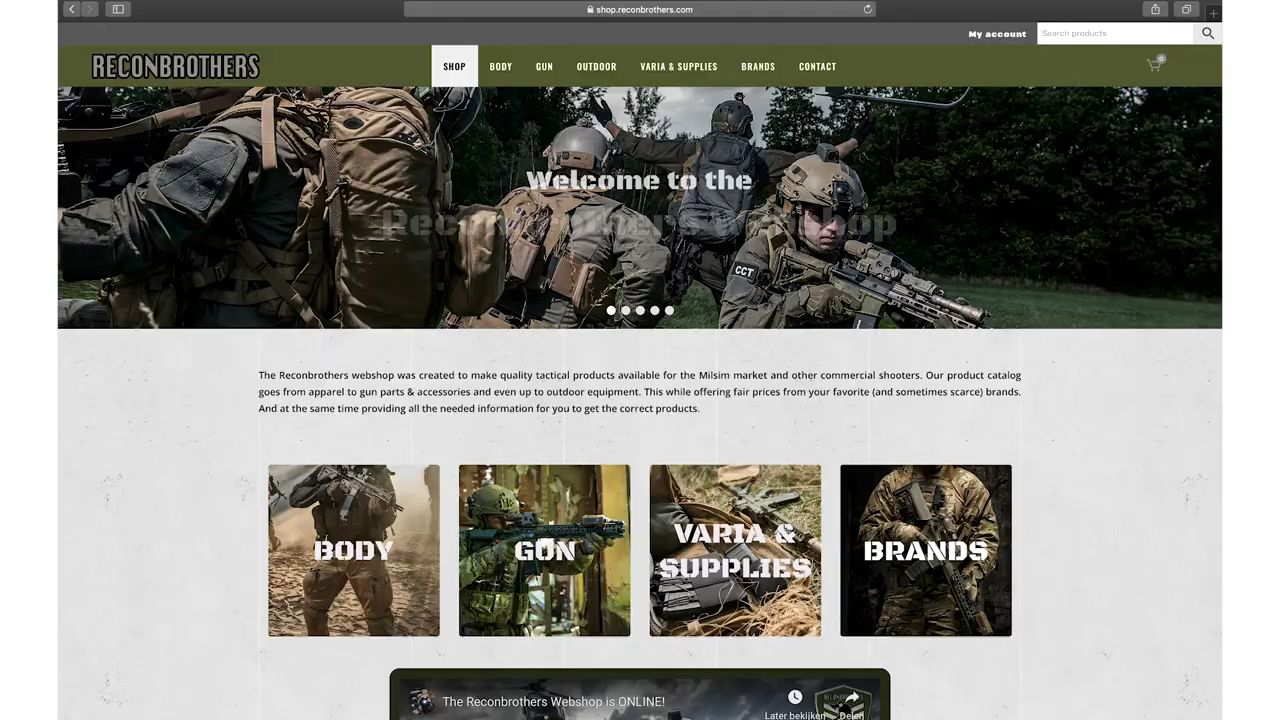 shop.reconbrothers.com
My account
Search products
RECONBROTHERS
SHOP
BODY
GUN
OUTDOOR
VARIA & SUPPLIES
BRANDS
CONTACT
0
Welcome to the
Reconbrothers Webshop
CCT
The Reconbrothers webshop was created to make quality tactical products available for the Milsim market and other commercial shooters. Our product catalog
goes from apparel to gun parts & accessories and even up to outdoor equipment. This while offering fair prices from your favorite (and sometimes scarce) brands.
And at the same time providing all the needed information for you to get the correct products.
BODY
GUN
VARIA &
SUPPLIES
BRANDS
The Reconbrothers Webshop is ONLINE!
Later bekijken
Delen